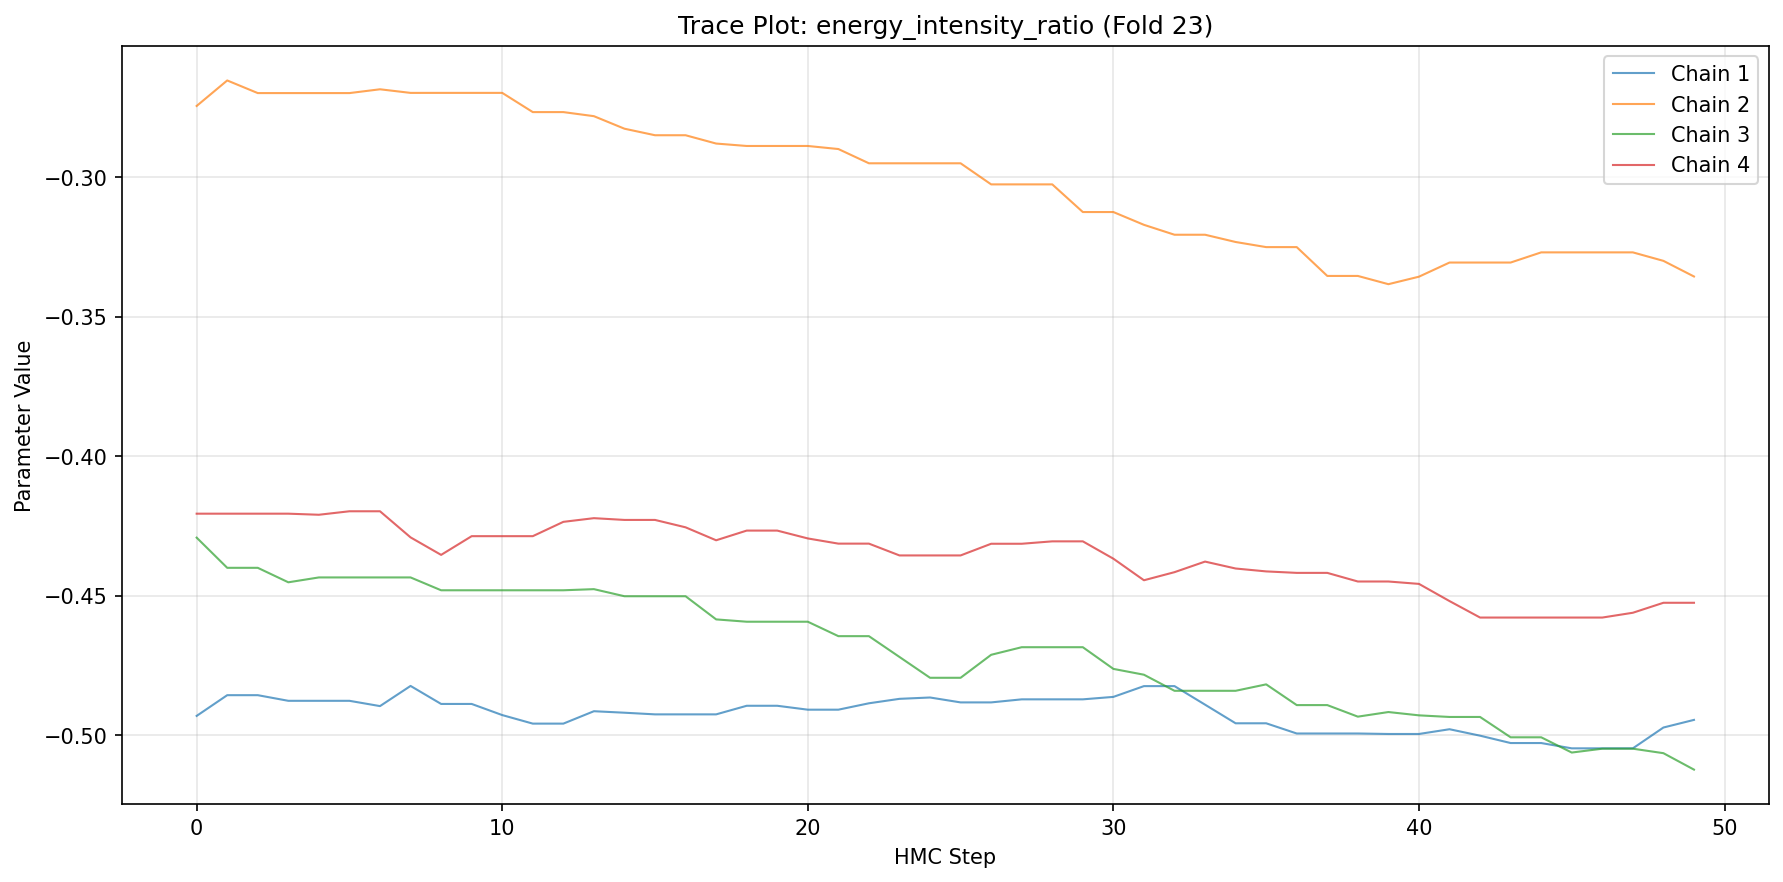 Trace Plot: energy_intensity_ratio (Fold 23)
Chain 1
Chain 2
Chain 3
Chain 4
−0.30
−0.35
−0.40
−0.45
−0.50
Parameter Value
0 10 20 30 40 50
HMC Step